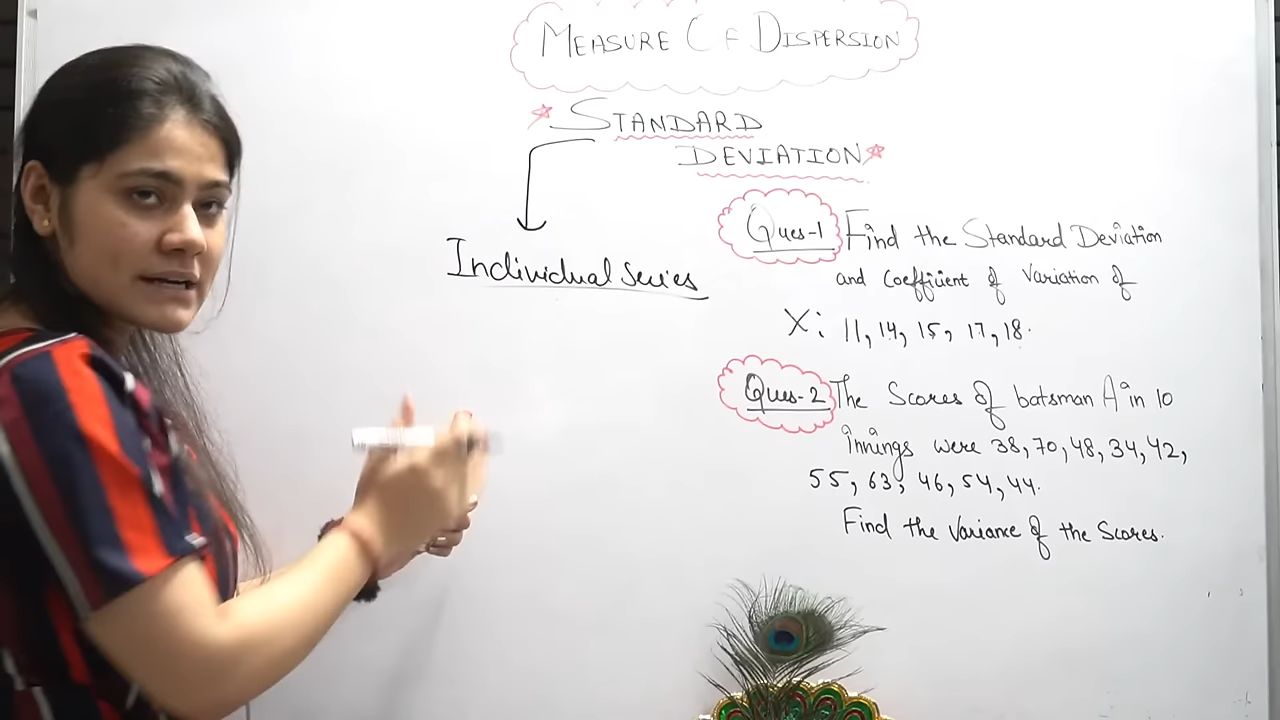 MEASURE OF DISPERSION
STANDARD
DEVIATION
Individual Series
Ques-1 Find the Standard Deviation
and Coefficient of Variation of
X: 11, 14, 15, 17, 18.
Ques-2 The Scores of batsman A in 10
innings were 38, 70, 48, 34, 42,
55, 63, 46, 54, 44.
Find the Variance of the Scores.